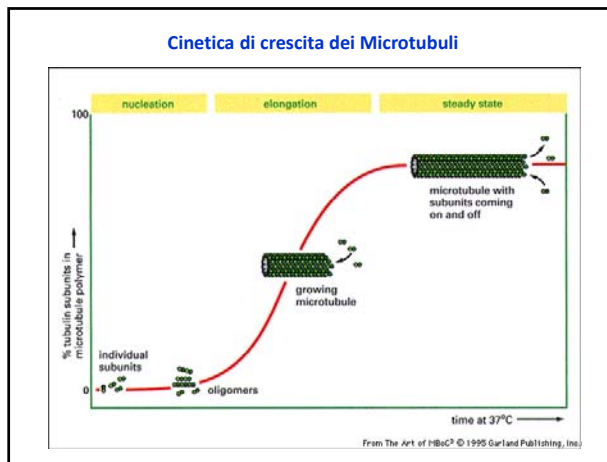 Cinetica di crescita dei Microtubuli
nucleation
elongation
steady state
100
% tubulin subunits in
microtubule polymer
0
individual
subunits
oligomers
growing
microtubule
microtubule with
subunits coming
on and off
time at 37°C
From The Art of MBoC³ © 1995 Garland Publishing, Inc.